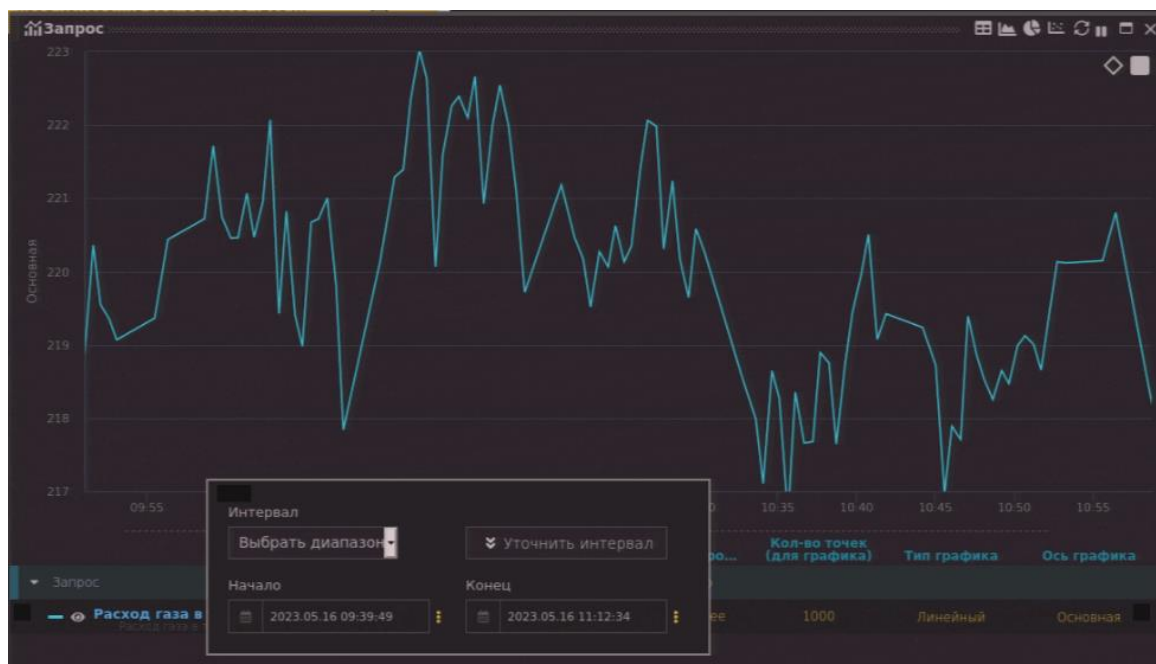 Запрос
223
222
221
220
219
218
217
Основная
09:55
10:35 10:40 10:45 10:50 10:55
Интервал
Выбрать диапазон
Уточнить интервал
Начало
Конец
2023.05.16 09:39:49
2023.05.16 11:12:34
Кол-во точек
(для графика)
Тип графика
Ось графика
Запрос
Расход газа в
1000
Линейный
Основная